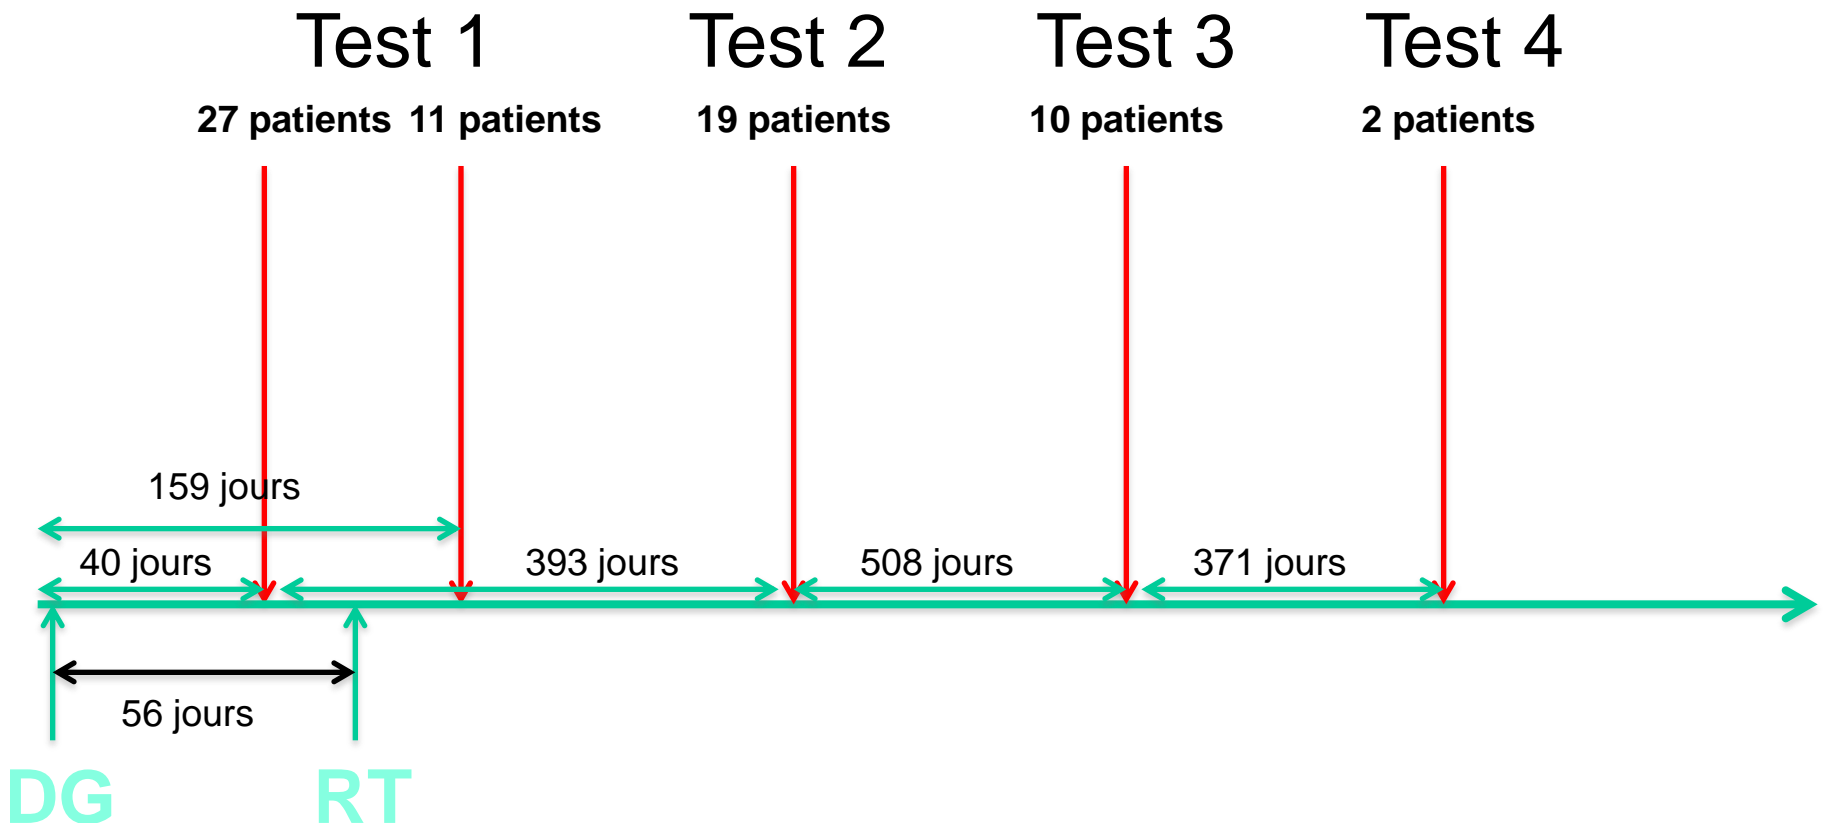 Test 1 Test 2 Test 3 Test 4
27 patients 11 patients 19 patients 10 patients 2 patients
159 jours
40 jours 393 jours 508 jours 371 jours
56 jours
DG RT